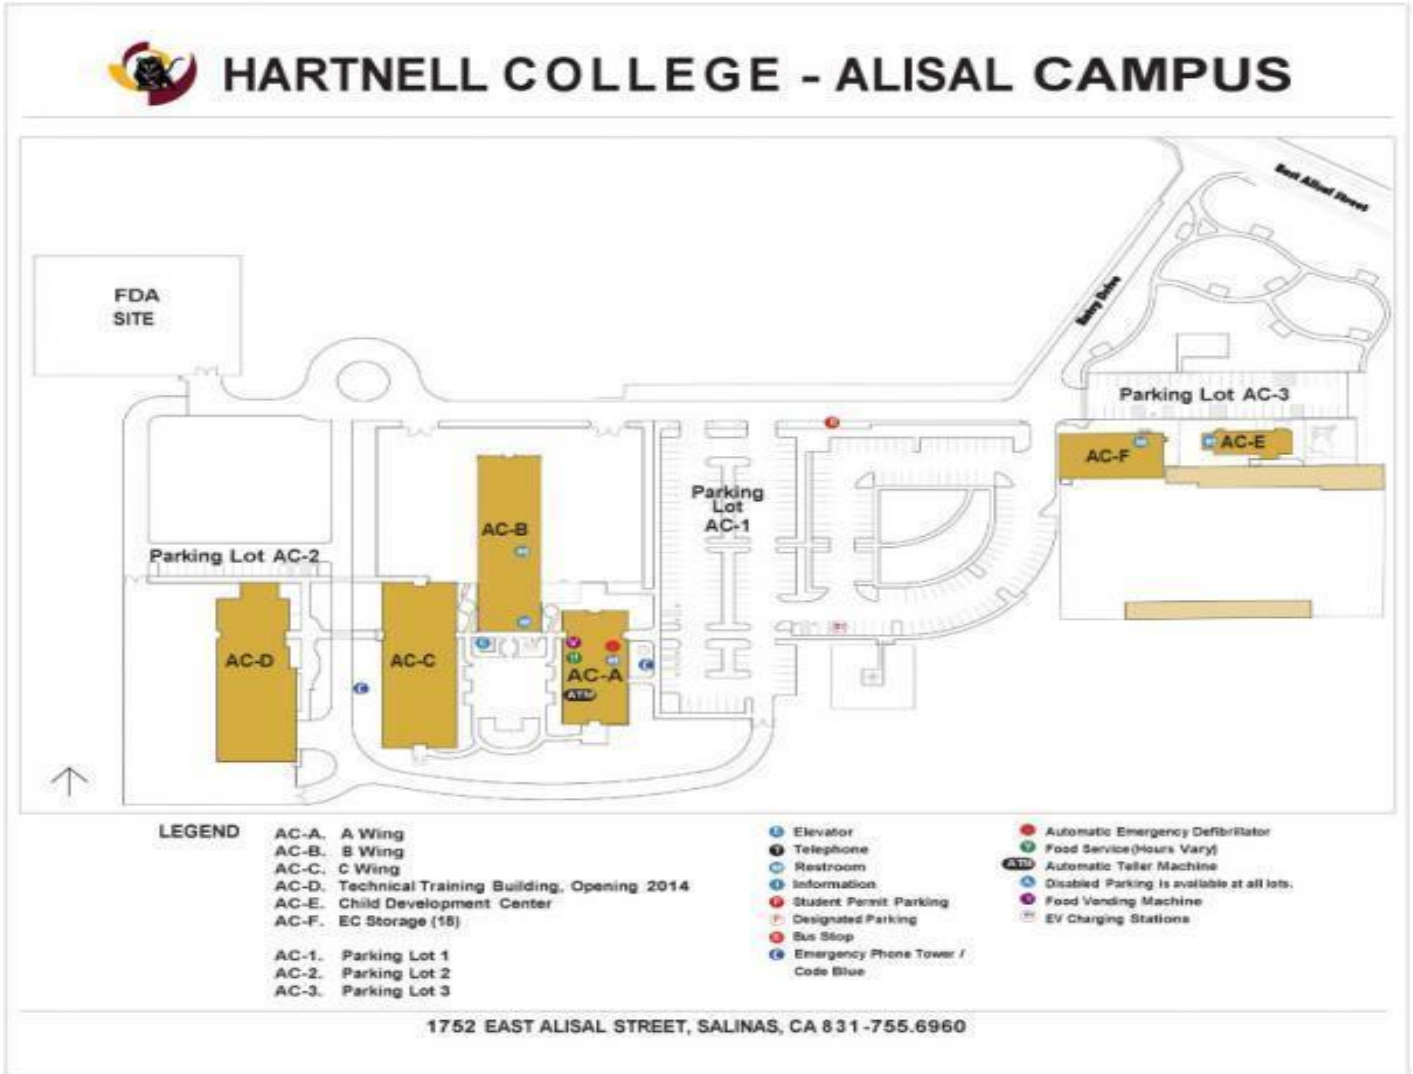 HARTNELL COLLEGE - ALISAL CAMPUS
East Alisal Street
FDA
SITE
Entry Drive
Parking Lot AC-3
AC-F
AC-E
Parking
Lot
AC-1
AC-B
Parking Lot AC-2
AC-D
AC-C
AC-A
ATM
LEGEND
AC-A. A Wing
AC-B. B Wing
AC-C. C Wing
AC-D. Technical Training Building, Opening 2014
AC-E. Child Development Center
AC-F. EC Storage (18)
AC-1. Parking Lot 1
AC-2. Parking Lot 2
AC-3. Parking Lot 3
Elevator
Telephone
Restroom
Information
Student Permit Parking
Designated Parking
Bus Stop
Emergency Phone Tower /
Code Blue
Automatic Emergency Defibrillator
Food Service(Hours Vary)
ATM Automatic Teller Machine
Disabled Parking is available at all lots.
Food Vending Machine
EV Charging Stations
1752 EAST ALISAL STREET, SALINAS, CA 831-755.6960